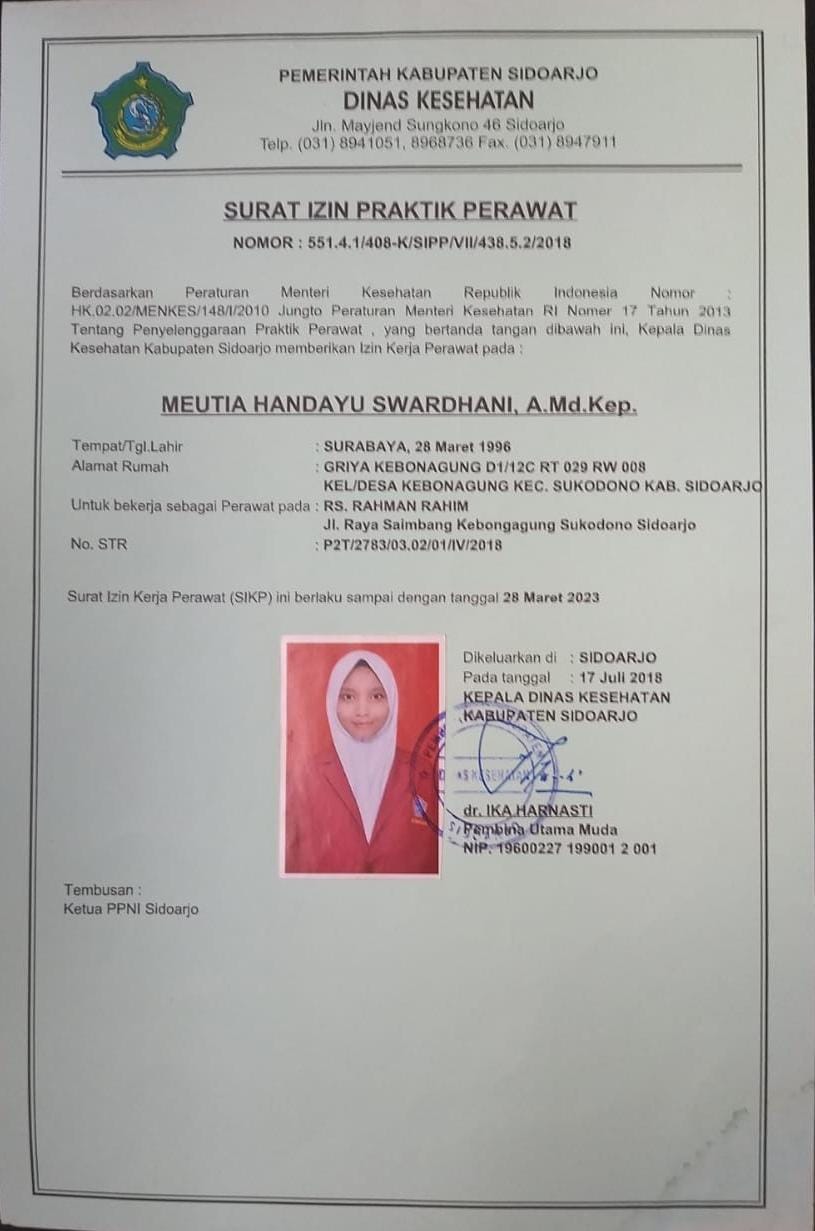 PEMERINTAH KABUPATEN SIDOARJO
DINAS KESEHATAN
Jln. Mayjend Sungkono 46 Sidoarjo
Telp. (031) 8941051, 8968736 Fax. (031) 8947911
SURAT IZIN PRAKTIK PERAWAT
NOMOR : 551.4.1/408-K/SIPP/VII/438.5.2/2018
Berdasarkan Peraturan Menteri Kesehatan Republik Indonesia Nomor :
HK.02.02/MENKES/148/I/2010 Jungto Peraturan Menteri Kesehatan RI Nomer 17 Tahun 2013
Tentang Penyelenggaraan Praktik Perawat , yang bertanda tangan dibawah ini, Kepala Dinas
Kesehatan Kabupaten Sidoarjo memberikan Izin Kerja Perawat pada :
MEUTIA HANDAYU SWARDHANI, A.Md.Kep.
Tempat/Tgl.Lahir : SURABAYA, 28 Maret 1996
Alamat Rumah : GRIYA KEBONAGUNG D1/12C RT 029 RW 008
KEL/DESA KEBONAGUNG KEC. SUKODONO KAB. SIDOARJO
Untuk bekerja sebagai Perawat pada : RS. RAHMAN RAHIM
Jl. Raya Saimbang Kebongagung Sukodono Sidoarjo
No. STR : P2T/2783/03.02/01/IV/2018
Surat Izin Kerja Perawat (SIKP) ini berlaku sampai dengan tanggal 28 Maret 2023
Dikeluarkan di : SIDOARJO
Pada tanggal : 17 Juli 2018
KEPALA DINAS KESEHATAN
KABUPATEN SIDOARJO
dr. IKA HARNASTI
Pembina Utama Muda
NIP. 19600227 199001 2 001
Tembusan :
Ketua PPNI Sidoarjo